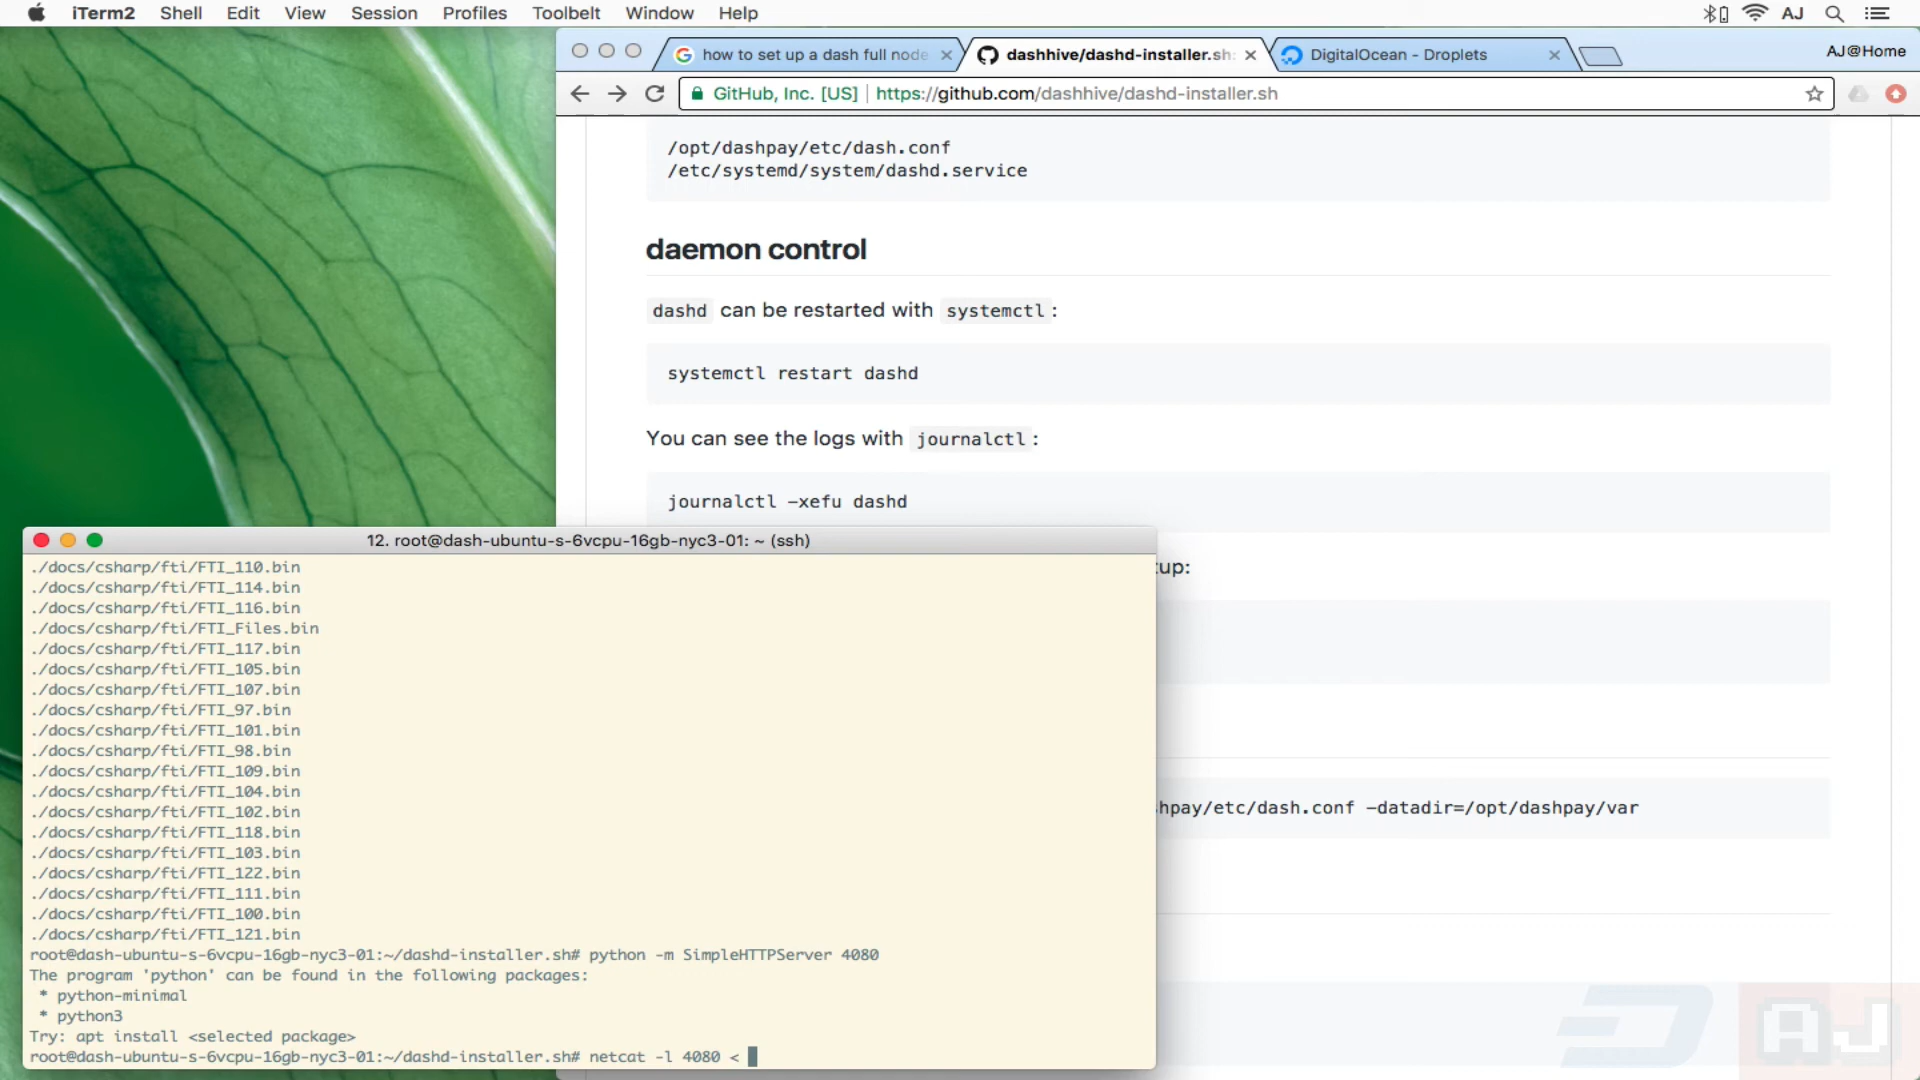 iTerm2 Shell Edit View Session Profiles Toolbelt Window Help AJ
how to set up a dash full node
dashhive/dashd-installer.sh:
DigitalOcean - Droplets
AJ@Home
GitHub, Inc. [US] https://github.com/dashhive/dashd-installer.sh
/opt/dashpay/etc/dash.conf
/etc/systemd/system/dashd.service
daemon control
dashd can be restarted with systemctl:
systemctl restart dashd
You can see the logs with journalctl:
journalctl -xefu dashd
tup:
hpay/etc/dash.conf -datadir=/opt/dashpay/var
12. root@dash-ubuntu-s-6vcpu-16gb-nyc3-01: ~ (ssh)
./docs/csharp/fti/FTI_110.bin
./docs/csharp/fti/FTI_114.bin
./docs/csharp/fti/FTI_116.bin
./docs/csharp/fti/FTI_Files.bin
./docs/csharp/fti/FTI_117.bin
./docs/csharp/fti/FTI_105.bin
./docs/csharp/fti/FTI_107.bin
./docs/csharp/fti/FTI_97.bin
./docs/csharp/fti/FTI_101.bin
./docs/csharp/fti/FTI_98.bin
./docs/csharp/fti/FTI_109.bin
./docs/csharp/fti/FTI_104.bin
./docs/csharp/fti/FTI_102.bin
./docs/csharp/fti/FTI_118.bin
./docs/csharp/fti/FTI_103.bin
./docs/csharp/fti/FTI_122.bin
./docs/csharp/fti/FTI_111.bin
./docs/csharp/fti/FTI_100.bin
./docs/csharp/fti/FTI_121.bin
root@dash-ubuntu-s-6vcpu-16gb-nyc3-01:~/dashd-installer.sh# python -m SimpleHTTPServer 4080
The program 'python' can be found in the following packages:
* python-minimal
* python3
Try: apt install <selected package>
root@dash-ubuntu-s-6vcpu-16gb-nyc3-01:~/dashd-installer.sh# netcat -l 4080 <
AJ